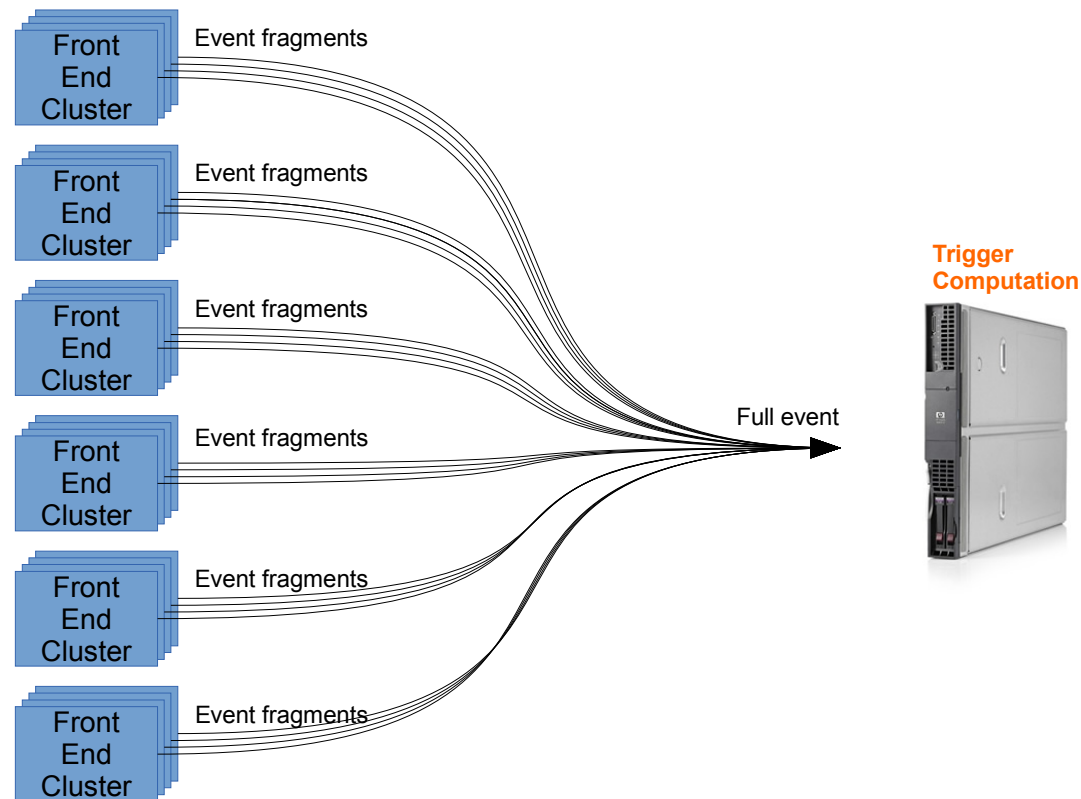 Event fragments
Front
End
Cluster
Event fragments
Front
End
Cluster
Trigger
Computation
Event fragments
Front
End
Cluster
Full event
Event fragments
Front
End
Cluster
Event fragments
Front
End
Cluster
Event fragments
Front
End
Cluster